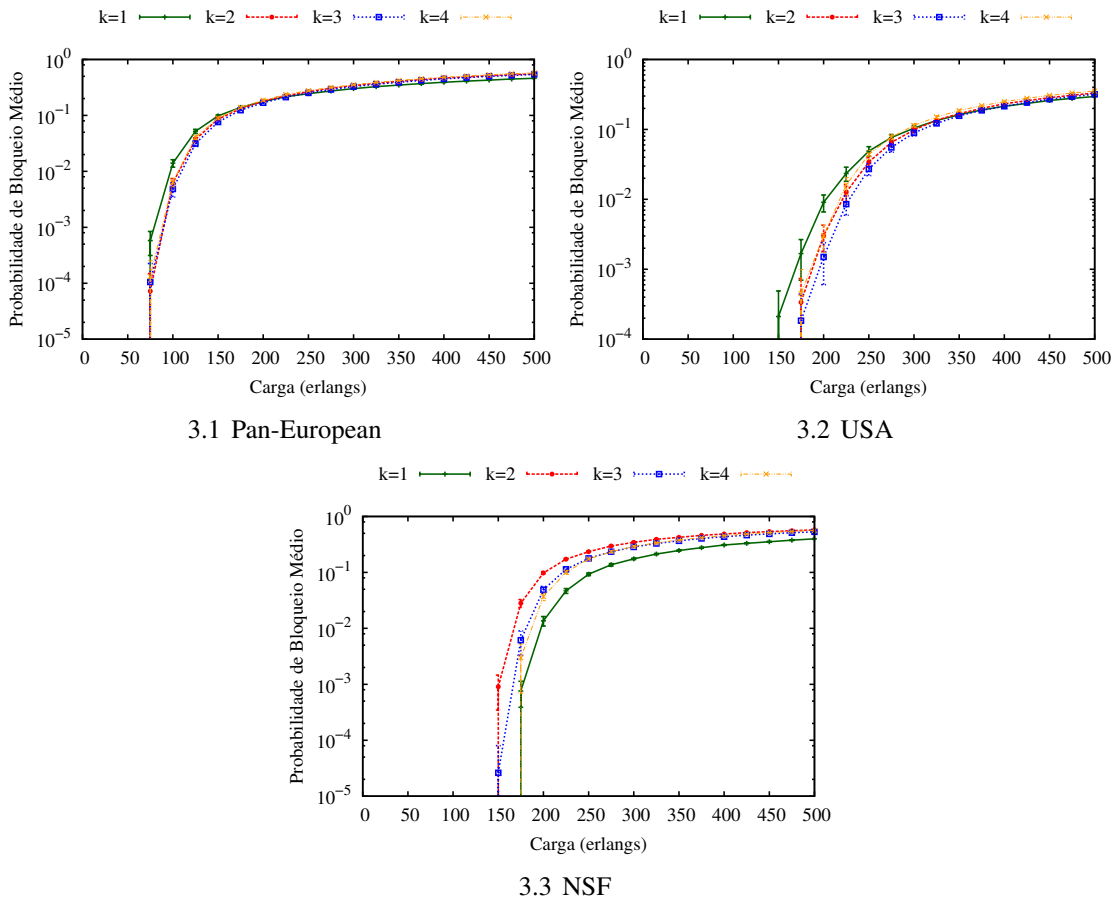 k=1 k=2 k=3 k=4
10^0
10^-1
10^-2
10^-3
10^-4
10^-5
Probabilidade de Bloqueio Médio
0 50 100 150 200 250 300 350 400 450 500
Carga (erlangs)
3.1 Pan-European
k=1 k=2 k=3 k=4
10^0
10^-1
10^-2
10^-3
10^-4
Probabilidade de Bloqueio Médio
0 50 100 150 200 250 300 350 400 450 500
Carga (erlangs)
3.2 USA
k=1 k=2 k=3 k=4
10^0
10^-1
10^-2
10^-3
10^-4
10^-5
Probabilidade de Bloqueio Médio
0 50 100 150 200 250 300 350 400 450 500
Carga (erlangs)
3.3 NSF